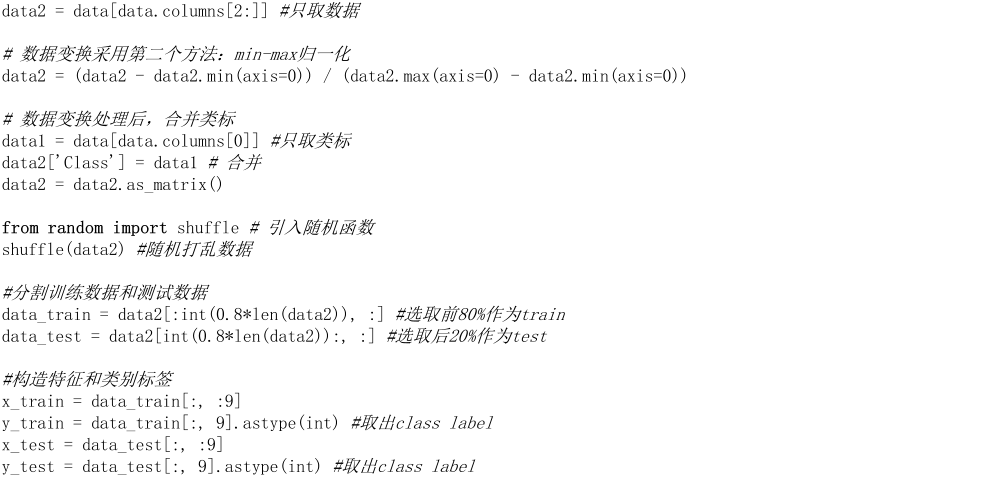 data2 = data[data.columns[2:]] #只取数据
# 数据变换采用第二个方法：min-max归一化
data2 = (data2 - data2.min(axis=0)) / (data2.max(axis=0) - data2.min(axis=0))
# 数据变换处理后，合并类标
data1 = data[data.columns[0]] #只取类标
data2['Class'] = data1 # 合并
data2 = data2.as_matrix()
from random import shuffle # 引入随机函数
shuffle(data2) #随机打乱数据
#分割训练数据和测试数据
data_train = data2[:int(0.8*len(data2)), :] #选取前80%作为train
data_test = data2[int(0.8*len(data2)):, :] #选取后20%作为test
#构造特征和类别标签
x_train = data_train[:, :9]
y_train = data_train[:, 9].astype(int) #取出class label
x_test = data_test[:, :9]
y_test = data_test[:, 9].astype(int) #取出class label